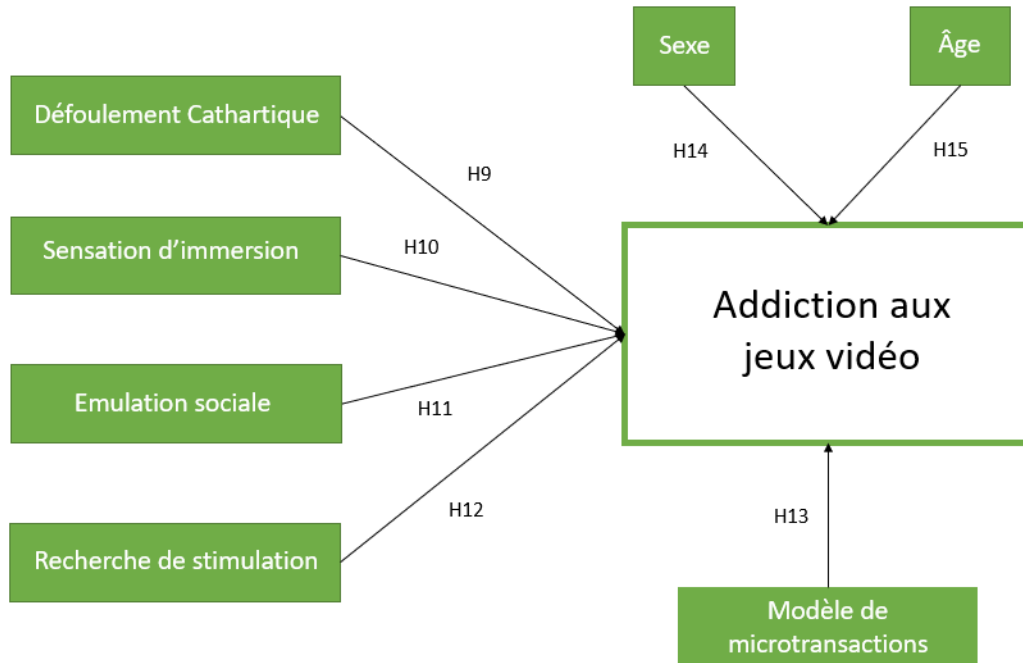 Sexe
Âge
Défoulement Cathartique
H9
H14
H15
Sensation d’immersion
H10
Addiction aux
jeux vidéo
Emulation sociale
H11
Recherche de stimulation
H12
H13
Modèle de
microtransactions